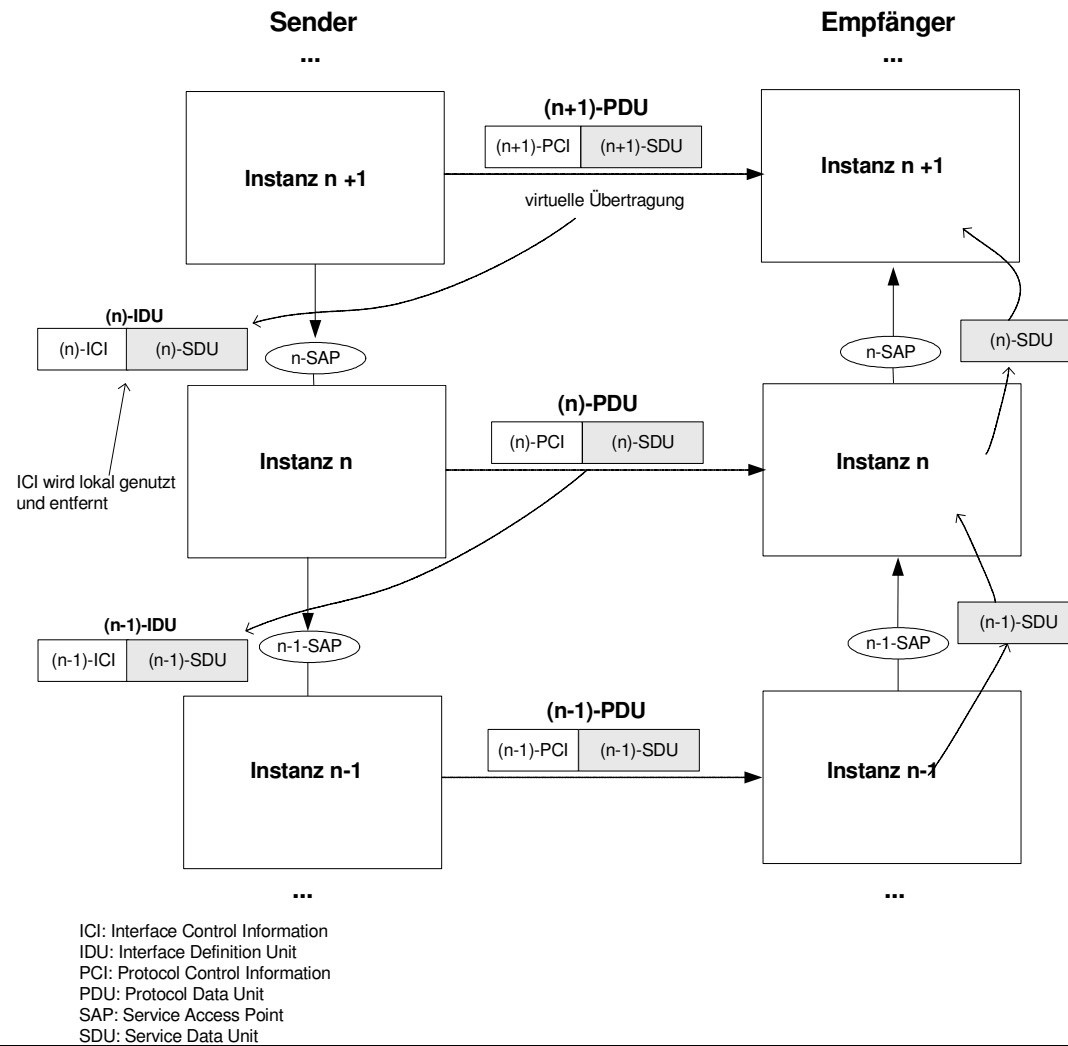 Sender
Empfänger
...
...
(n+1)-PDU
(n+1)-PCI
(n+1)-SDU
Instanz n +1
Instanz n +1
virtuelle Übertragung
(n)-IDU
(n)-ICI
(n)-SDU
n-SAP
n-SAP
(n)-SDU
(n)-PDU
(n)-PCI
(n)-SDU
Instanz n
Instanz n
ICI wird lokal genutzt
und entfernt
(n-1)-IDU
(n-1)-ICI
(n-1)-SDU
n-1-SAP
n-1-SAP
(n-1)-SDU
(n-1)-PDU
(n-1)-PCI
(n-1)-SDU
Instanz n-1
Instanz n-1
...
...
ICI: Interface Control Information
IDU: Interface Definition Unit
PCI: Protocol Control Information
PDU: Protocol Data Unit
SAP: Service Access Point
SDU: Service Data Unit